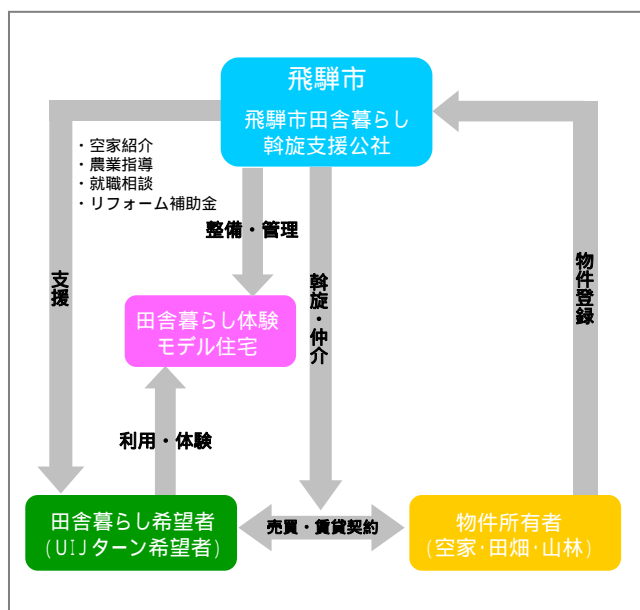 飛騨市
飛騨市田舎暮らし
斡旋支援公社
・空家紹介
・農業指導
・就職相談
・リフォーム補助金
整備・管理
支援
斡旋・仲介
物件登録
田舎暮らし体験
モデル住宅
利用・体験
田舎暮らし希望者
(UIJターン希望者)
売買・賃貸契約
物件所有者
(空家・田畑・山林)